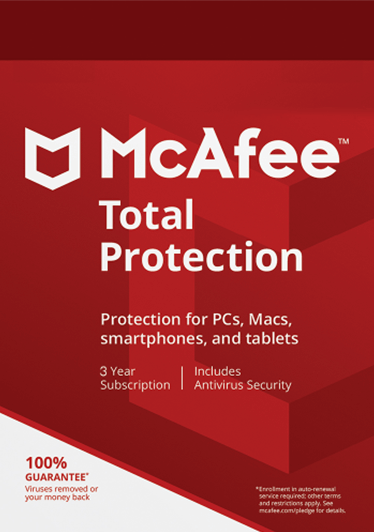 McAfee™
Total
Protection
Protection for PCs, Macs,
smartphones, and tablets
3 Year
Subscription
Includes
Antivirus Security
100%
GUARANTEE*
Viruses removed or
your money back
*Enrollment in auto-renewal
service required; other terms
and restrictions apply. See
mcafee.com/pledge for details.